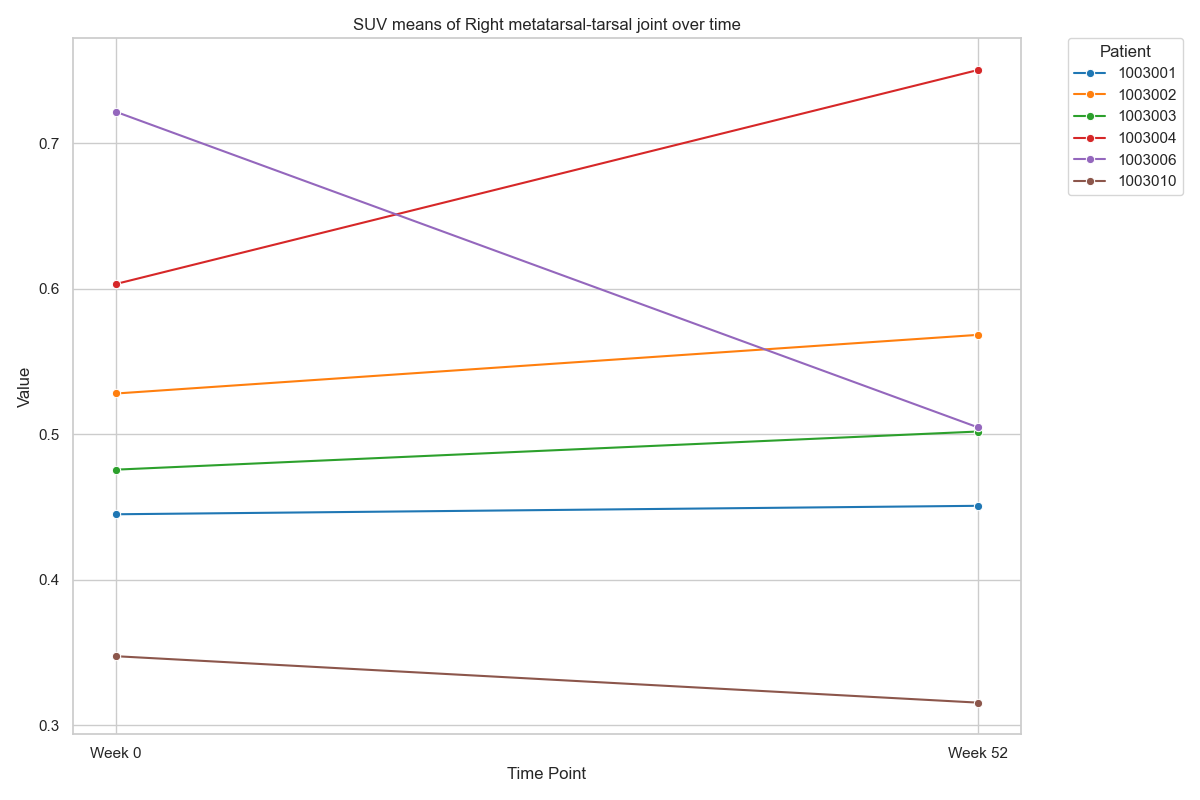 SUV means of Right metatarsal-tarsal joint over time
Patient
1003001
1003002
1003003
1003004
1003006
1003010
Value
0.7
0.6
0.5
0.4
0.3
Week 0
Week 52
Time Point